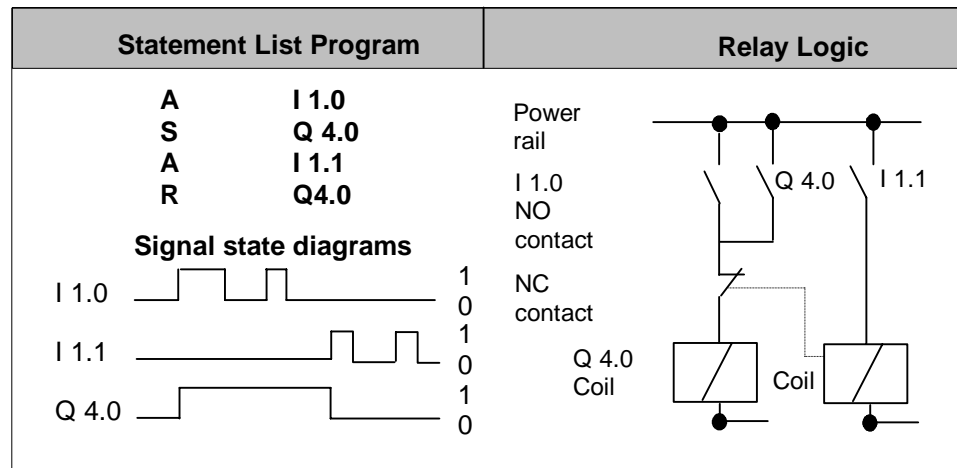 Statement List Program
Relay Logic
A I 1.0
S Q 4.0
A I 1.1
R Q4.0
Signal state diagrams
I 1.0
1
0
I 1.1
1
0
Q 4.0
1
0
Power
rail
I 1.0
NO
contact
Q 4.0
I 1.1
NC
contact
Q 4.0
Coil
Coil